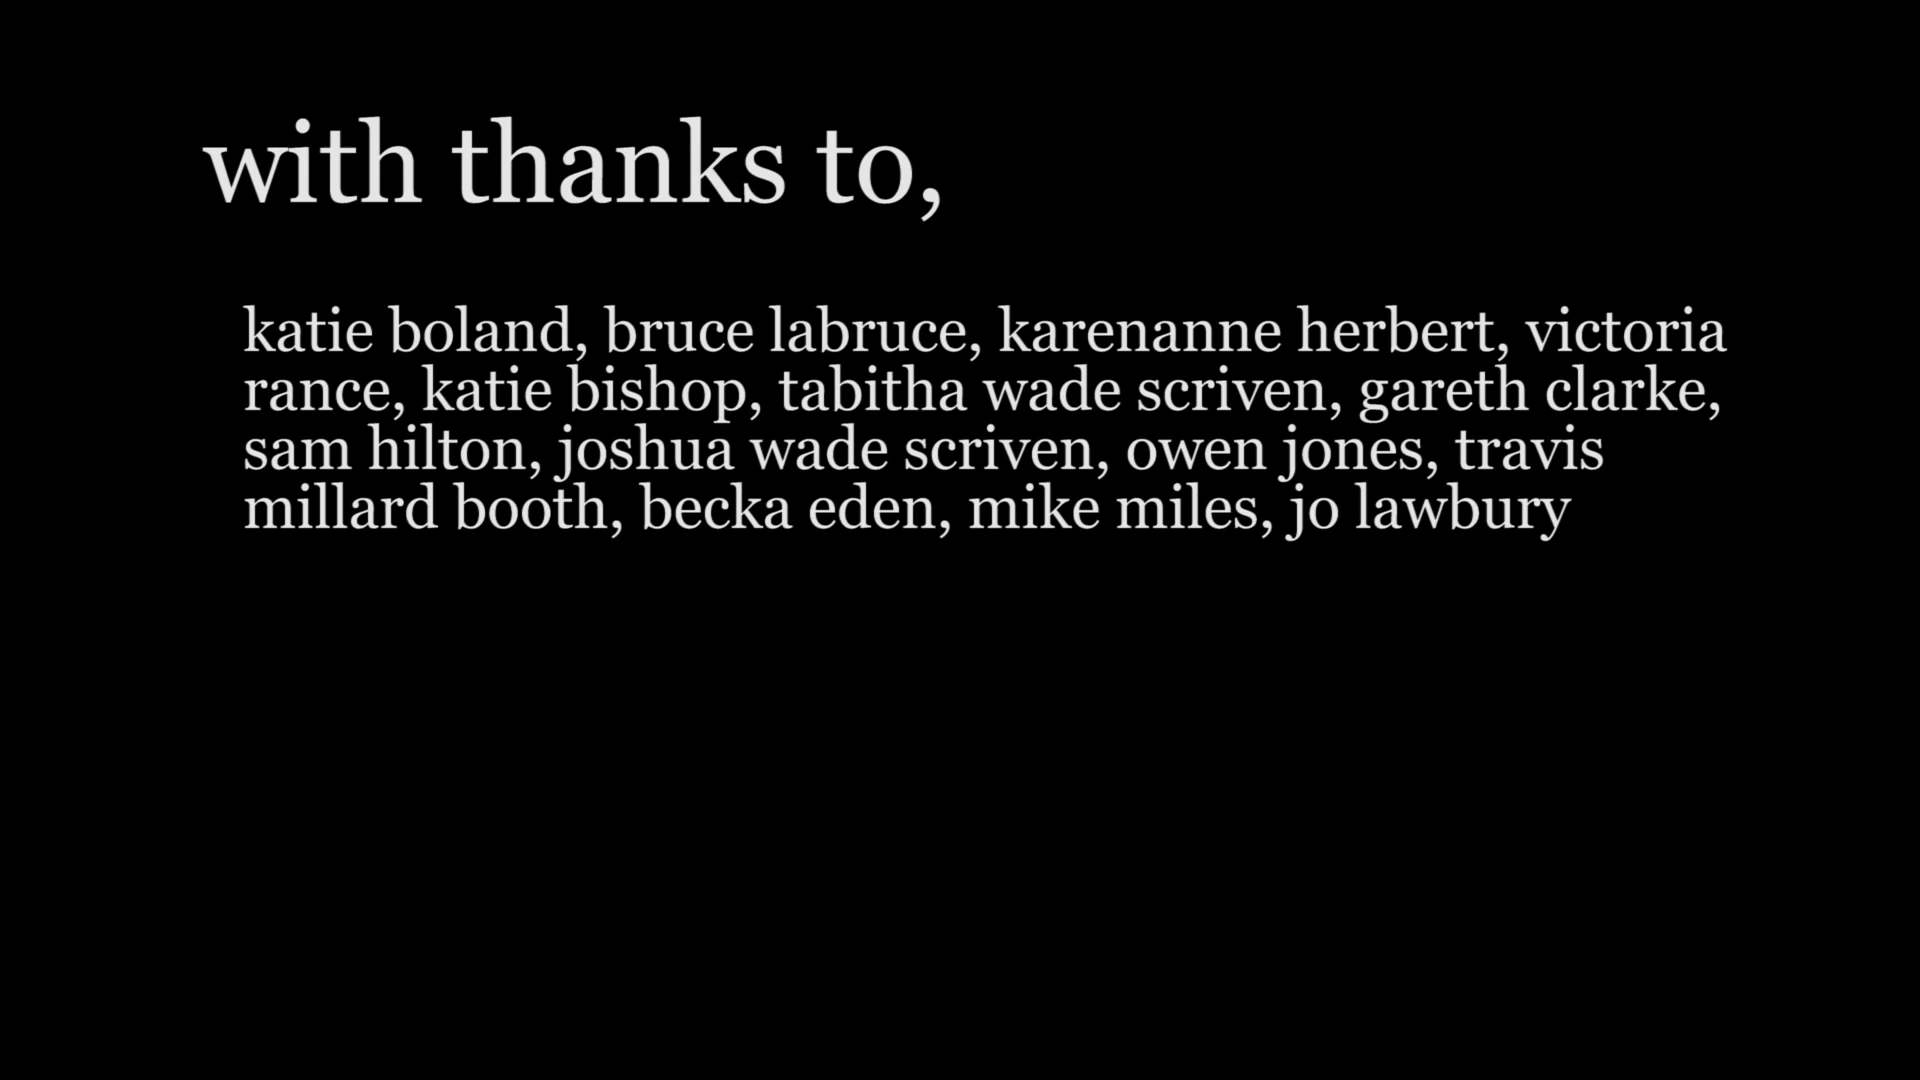 with thanks to,
katie boland, bruce labruce, karenanne herbert, victoria
rance, katie bishop, tabitha wade scriven, gareth clarke,
sam hilton, joshua wade scriven, owen jones, travis
millard booth, becka eden, mike miles, jo lawbury